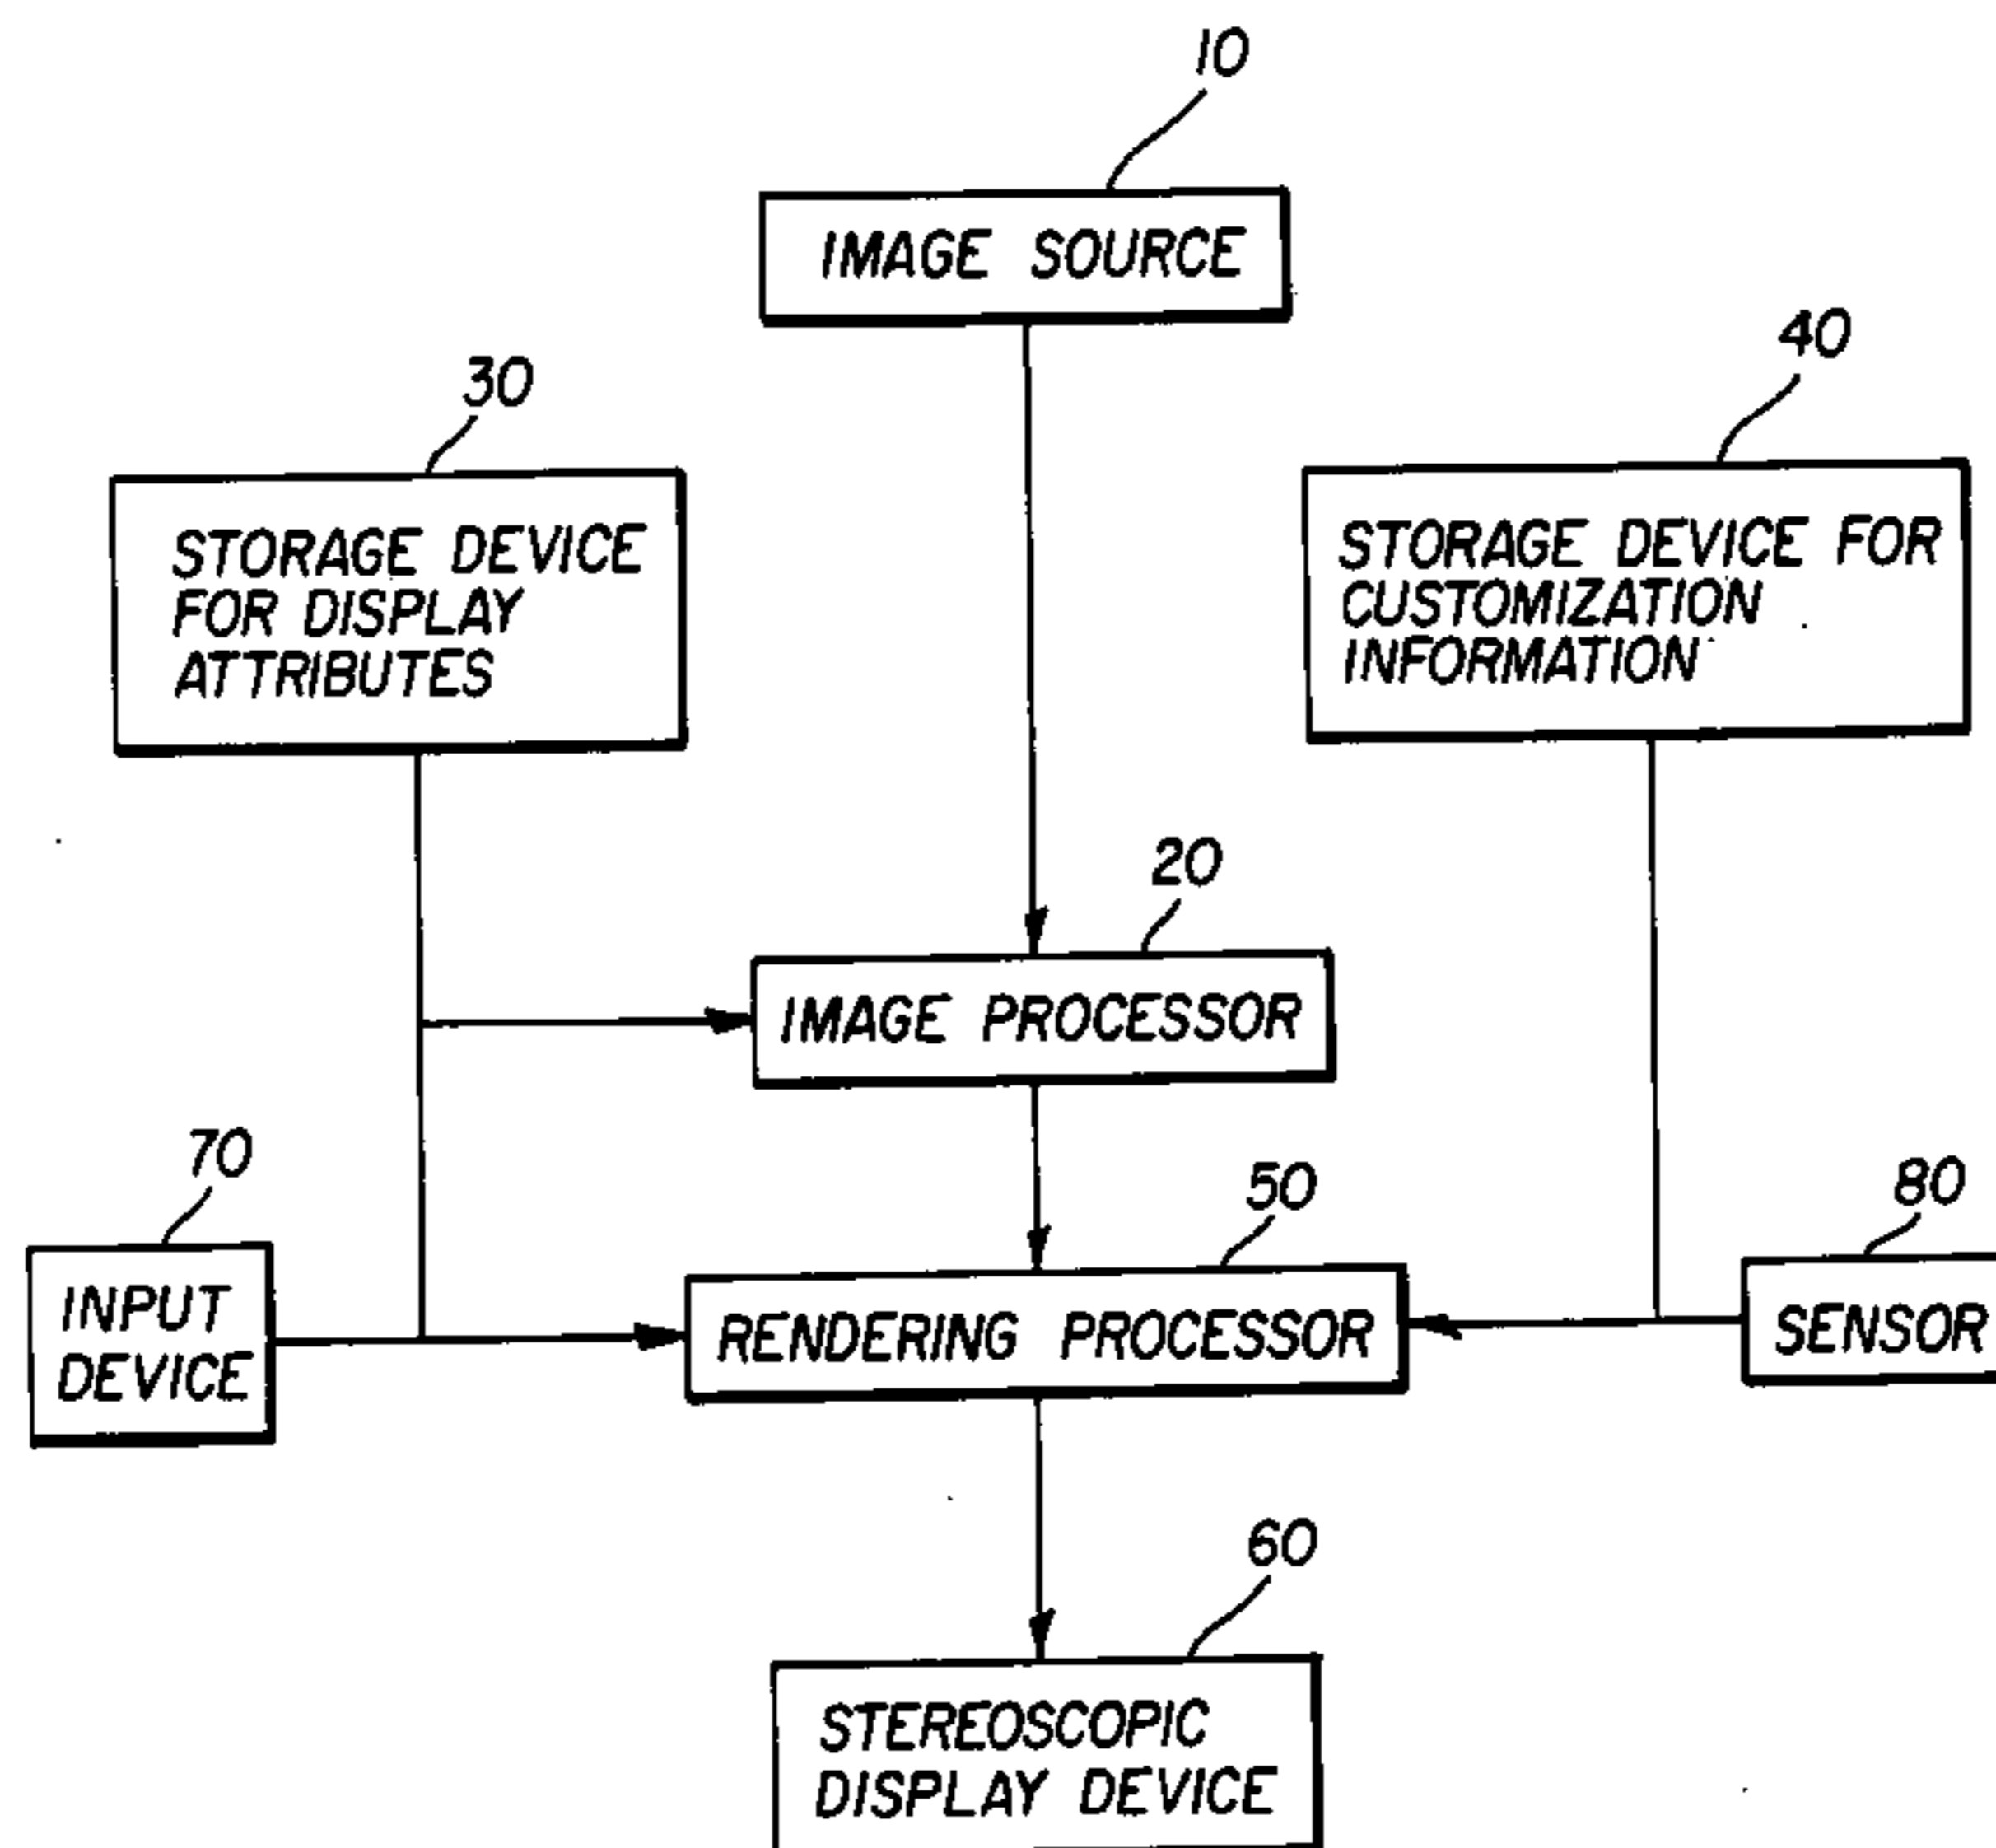 10
IMAGE SOURCE
30
STORAGE DEVICE
FOR DISPLAY
ATTRIBUTES
40
STORAGE DEVICE FOR
CUSTOMIZATION
INFORMATION
20
IMAGE PROCESSOR
70
INPUT
DEVICE
50
RENDERING PROCESSOR
80
SENSOR
60
STEREOSCOPIC
DISPLAY DEVICE